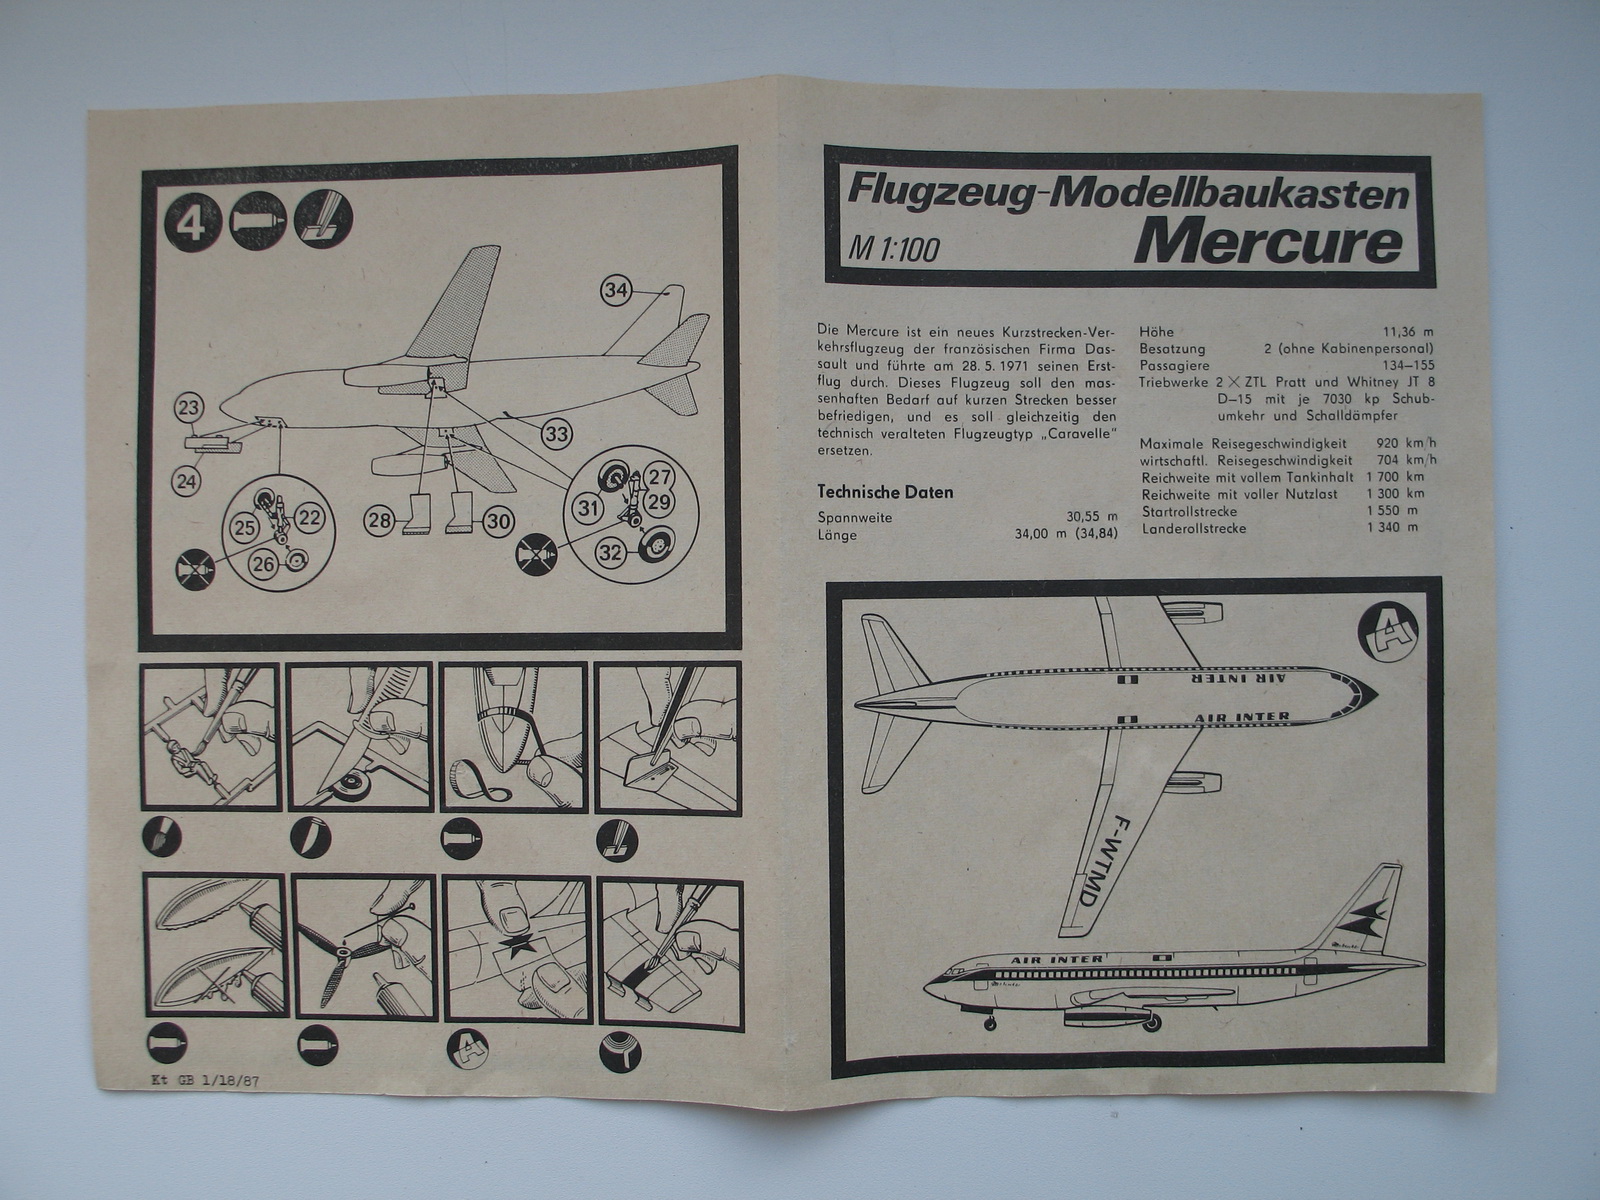 4
34
23
24
33
25
22
26
28
30
31
27
29
32
Kt GB 1/18/87
Flugzeug-Modellbaukasten
M 1:100 Mercure
Die Mercure ist ein neues Kurzstrecken-Ver-
kehrsflugzeug der französischen Firma Das-
sault und führte am 28. 5. 1971 seinen Erst-
flug durch. Dieses Flugzeug soll den mas-
senhaften Bedarf auf kurzen Strecken besser
befriedigen, und es soll gleichzeitig den
technisch veralteten Flugzeugtyp „Caravelle“
ersetzen.
Technische Daten
Spannweite 30,55 m
Länge 34,00 m (34,84)
Höhe 11,36 m
Besatzung 2 (ohne Kabinenpersonal)
Passagiere 134–155
Triebwerke 2 × ZTL Pratt und Whitney JT 8
D–15 mit je 7030 kp Schub-
umkehr und Schalldämpfer
Maximale Reisegeschwindigkeit 920 km/h
wirtschaftl. Reisegeschwindigkeit 704 km/h
Reichweite mit vollem Tankinhalt 1 700 km
Reichweite mit voller Nutzlast 1 300 km
Startrollstrecke 1 550 m
Landerollstrecke 1 340 m
A
AIR INTER
AIR INTER
F-WTMD
AIR INTER
A